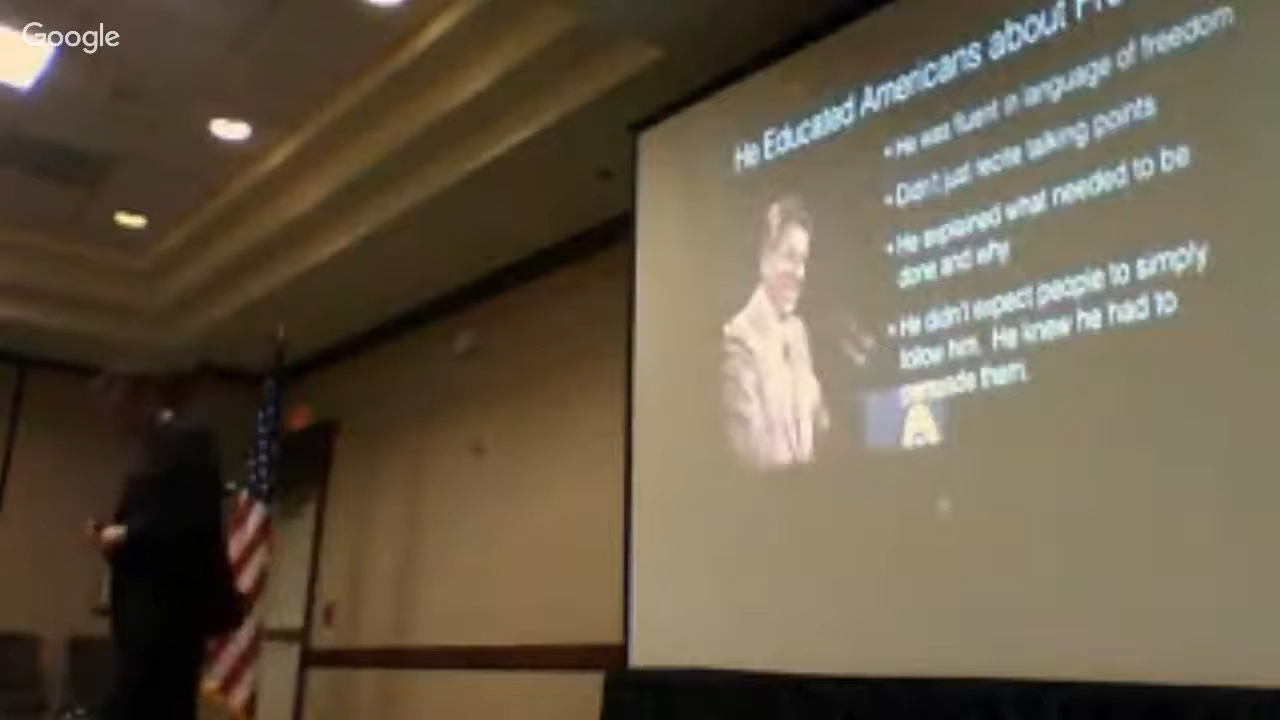 Google
He Educated Americans about
• He was fluent in language of freedom
• Didn't just recite talking points
• He explained what needed to be
done and why
• He didn't expect people to simply
follow him. He knew he had to
persuade them.